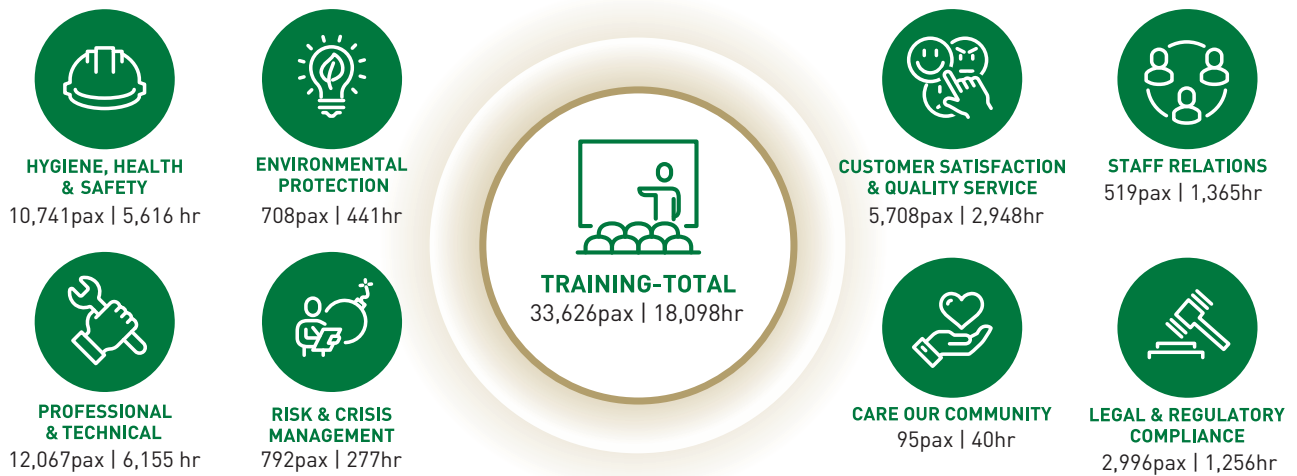 HYGIENE, HEALTH
& SAFETY
10,741pax | 5,616 hr
ENVIRONMENTAL
PROTECTION
708pax | 441hr
TRAINING-TOTAL
33,626pax | 18,098hr
CUSTOMER SATISFACTION
& QUALITY SERVICE
5,708pax | 2,948hr
STAFF RELATIONS
519pax | 1,365hr
PROFESSIONAL
& TECHNICAL
12,067pax | 6,155 hr
RISK & CRISIS
MANAGEMENT
792pax | 277hr
CARE OUR COMMUNITY
95pax | 40hr
LEGAL & REGULATORY
COMPLIANCE
2,996pax | 1,256hr